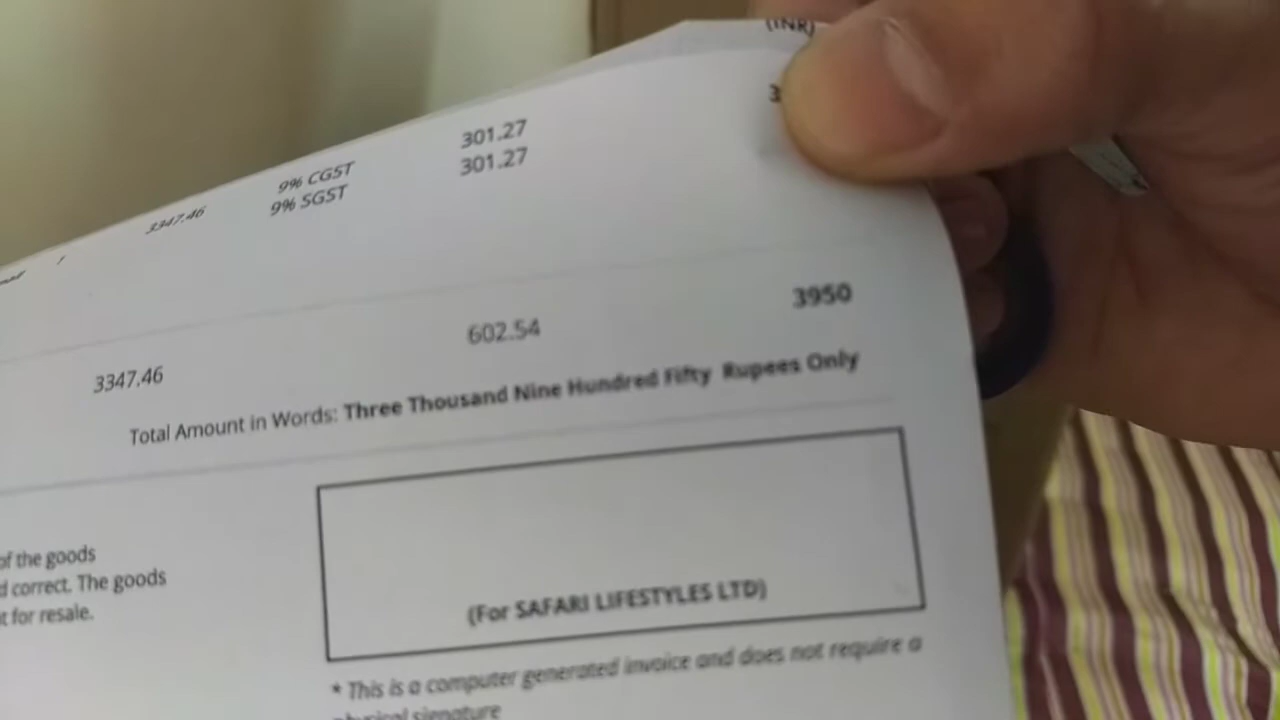 (INR)
301.27
9% CGST
301.27
3347.46
9% SGST
3950
602.54
3347.46
Total Amount in Words: Three Thousand Nine Hundred Fifty Rupees Only
of the goods
correct. The goods
for resale.
(For SAFARI LIFESTYLES LTD)
* This is a computer generated invoice and does not require a
physical signature